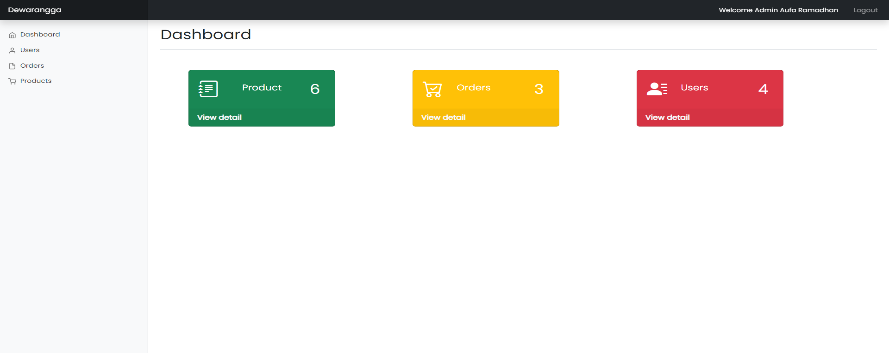 Dewarangga
Welcome Admin Aufa Ramadhan Logout
Dashboard
Users
Orders
Products
Dashboard
Product 6
View detail
Orders 3
View detail
Users 4
View detail